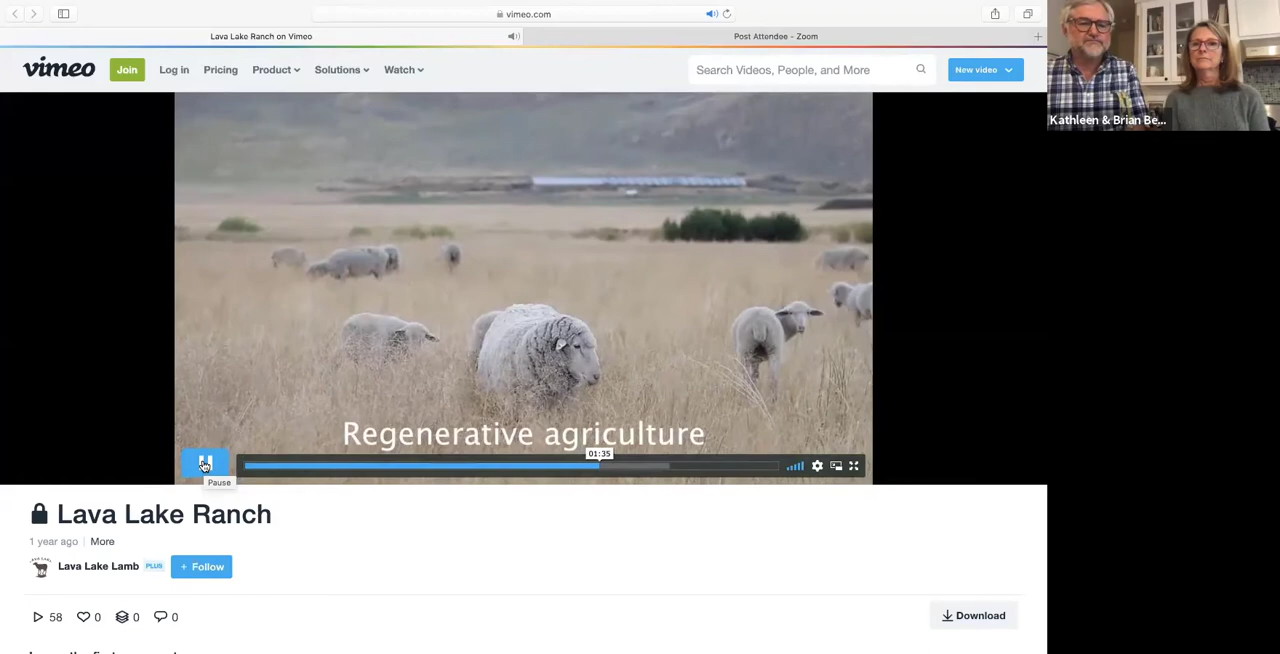 vimeo.com
Lava Lake Ranch on Vimeo
Post Attendee - Zoom
vimeo
Join
Log in
Pricing
Product
Solutions
Watch
Search Videos, People, and More
New video
Kathleen & Brian Be...
Regenerative agriculture
01:35
Pause
Lava Lake Ranch
1 year ago
More
Lava Lake Lamb
PLUS
+ Follow
58
0
0
0
Download